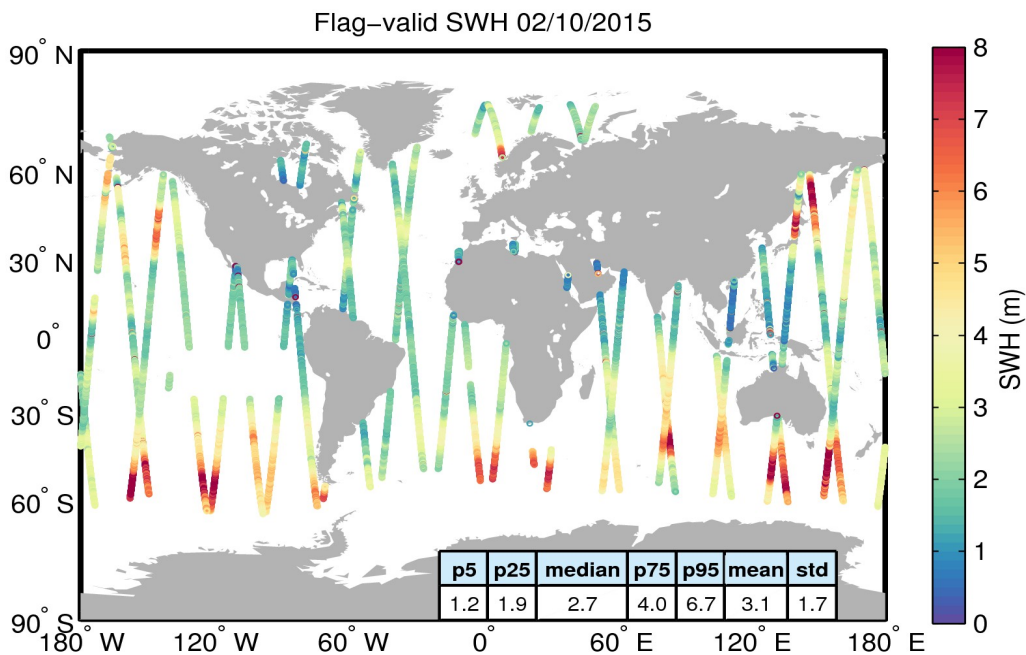 Flag−valid SWH 02/10/2015
90° N
60° N
30° N
0°
30° S
60° S
90° S
180° W
120° W
60° W
0°
60° E
120° E
180° E
p5 p25 median p75 p95 mean std
1.2 1.9 2.7 4.0 6.7 3.1 1.7
8
7
6
5
4
3
2
1
0
SWH (m)